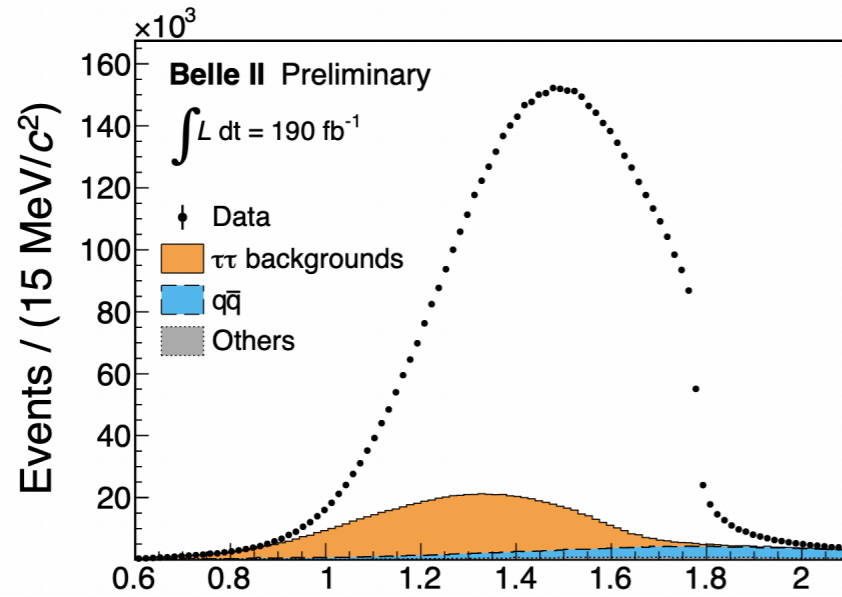 ×10³
Events / (15 MeV/c²)
160
140
120
100
80
60
40
20
Belle II Preliminary
∫L dt = 190 fb⁻¹
Data
ττ backgrounds
qq̄
Others
0.6 0.8 1 1.2 1.4 1.6 1.8 2